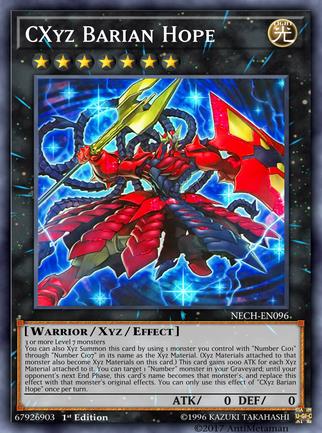 CXyz Barian Hope
LIGHT
光
NECH-EN096
[Warrior/Xyz/Effect]
3 or more Level 7 monsters
You can also Xyz Summon this card by using 1 monster you control with "Number C101"
through "Number C107" in its name as the Xyz Material. (Xyz Materials attached to that
monster also become Xyz Materials on this card.) This card gains 1000 ATK for each Xyz
Material attached to it. You can target 1 "Number" monster in your Graveyard; until your
opponent's next End Phase, this card's name becomes that monster's, and replace this
effect with that monster's original effects. You can only use this effect of "CXyz Barian
Hope" once per turn.
ATK/ 0 DEF/ 0
67926903 1st Edition ©1996 KAZUKI TAKAHASHI
©2017 AntiMetaman